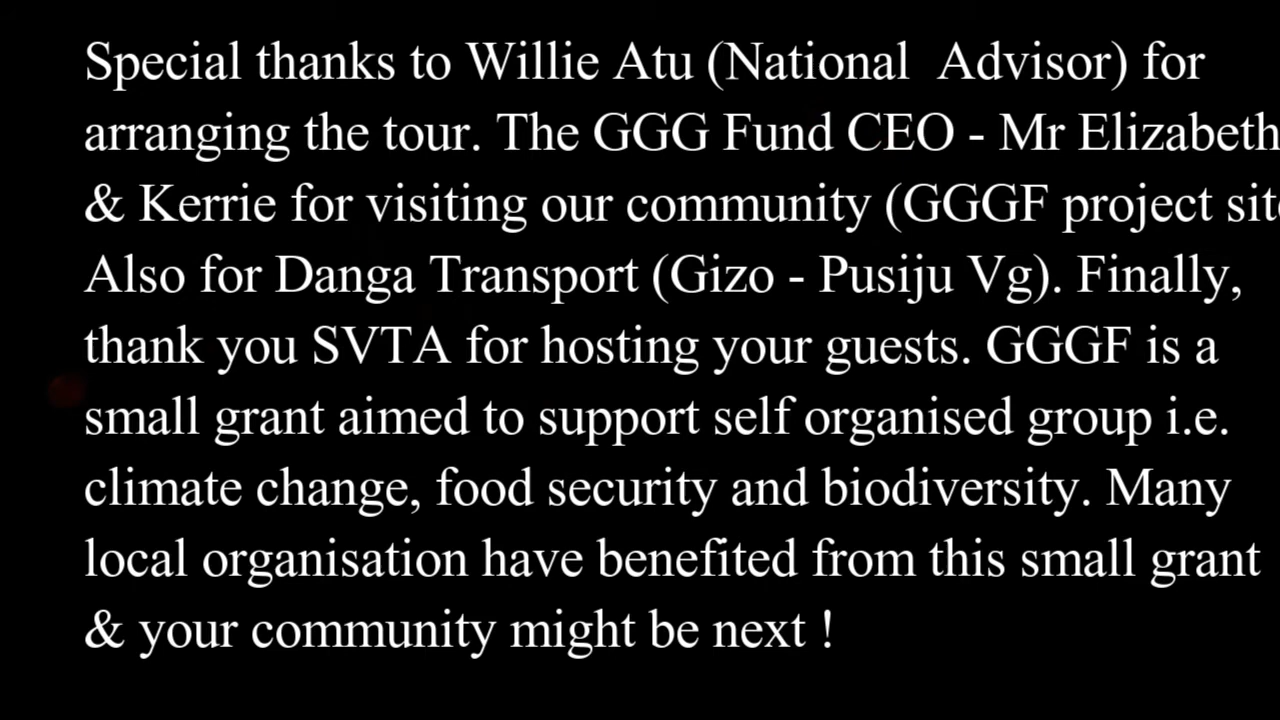 Special thanks to Willie Atu (National  Advisor) for
arranging the tour. The GGG Fund CEO - Mr Elizabeth
& Kerrie for visiting our community (GGGF project
Also for Danga Transport (Gizo - Pusiju Vg). Finally,
thank you SVTA for hosting your guests. GGGF is a
small grant aimed to support self organised group i.e.
climate change, food security and biodiversity. Many
local organisation have benefited from this small grant
& your community might be next !